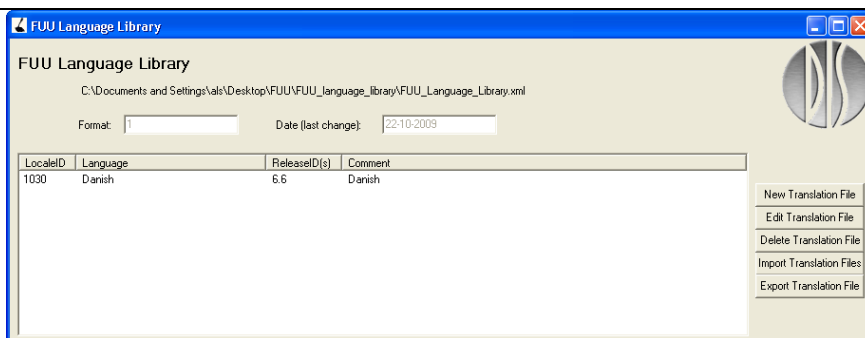 FUU Language Library
FUU Language Library
C:\Documents and Settings\als\Desktop\FUU\FUU_language_library\FUU_Language_Library.xml
Format: 1 Date (last change): 22-10-2009
LocaleID Language ReleaseID(s) Comment
1030 Danish 6.6 Danish
New Translation File
Edit Translation File
Delete Translation File
Import Translation Files
Export Translation File